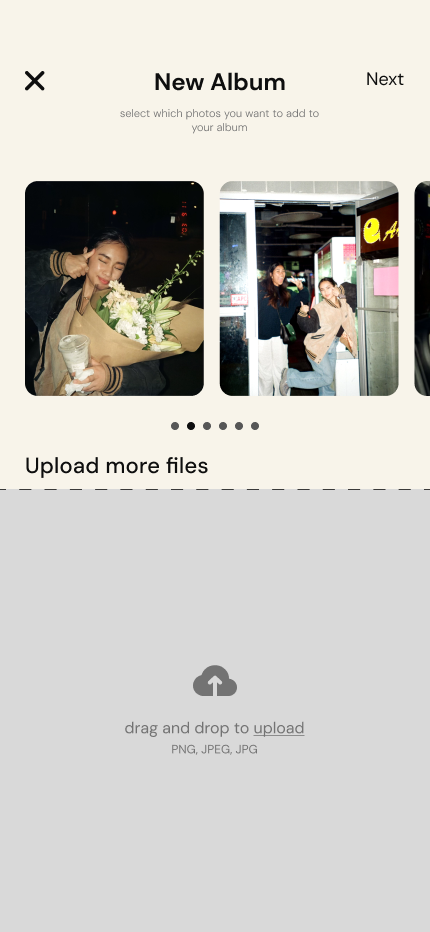 New Album
Next
select which photos you want to add to
your album
Upload more files
drag and drop to upload
PNG, JPEG, JPG